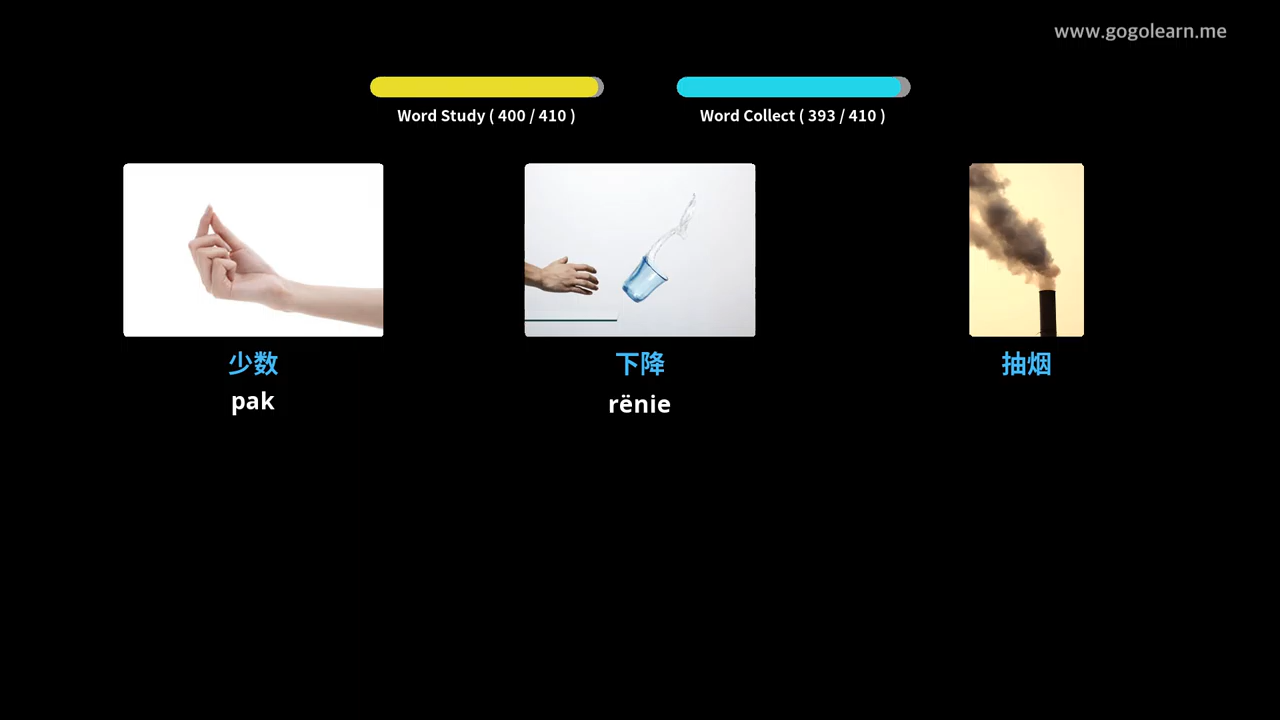 www.gogolearn.me
Word Study ( 400 / 410 )
Word Collect ( 393 / 410 )
少数
下降
抽烟
pak
rënie